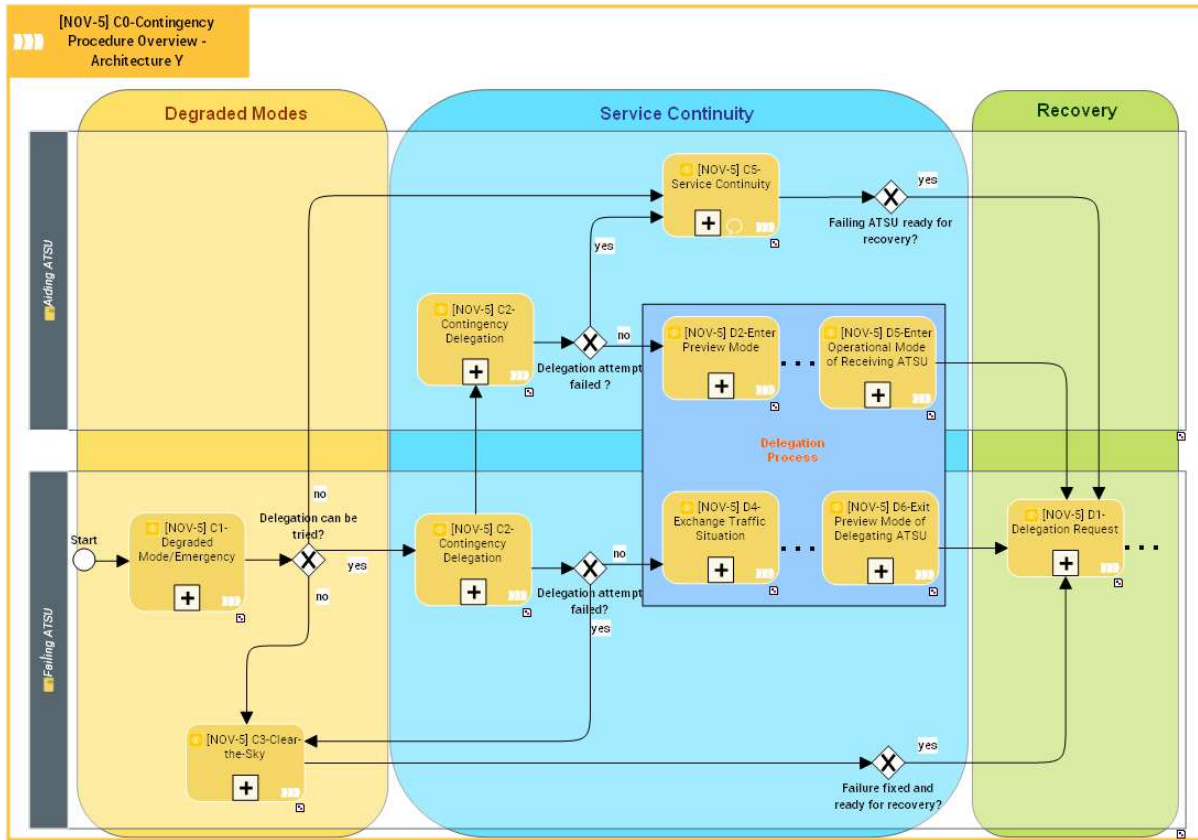 [NOV-5] C0-Contingency
Procedure Overview -
Architecture Y
Degraded Modes
Service Continuity
Recovery
Aiding ATSU
[NOV-5] C5-
Service Continuity
yes
Failing ATSU ready for
recovery?
yes
[NOV-5] C2-
Contingency
Delegation
no
Delegation attempt
failed ?
[NOV-5] D2-Enter
Preview Mode
[NOV-5] D5-Enter
Operational Mode
of Receiving ATSU
Delegation
Process
Failing ATSU
Start
[NOV-5] C1-
Degraded
Mode/Emergency
no
Delegation can be
tried?
yes
no
[NOV-5] C2-
Contingency
Delegation
no
Delegation attempt
failed?
yes
[NOV-5] D4-
Exchange Traffic
Situation
[NOV-5] D6-Exit
Preview Mode of
Delegating ATSU
[NOV-5] D1-
Delegation Request
[NOV-5] C3-Clear-
the-Sky
yes
Failure fixed and
ready for recovery?